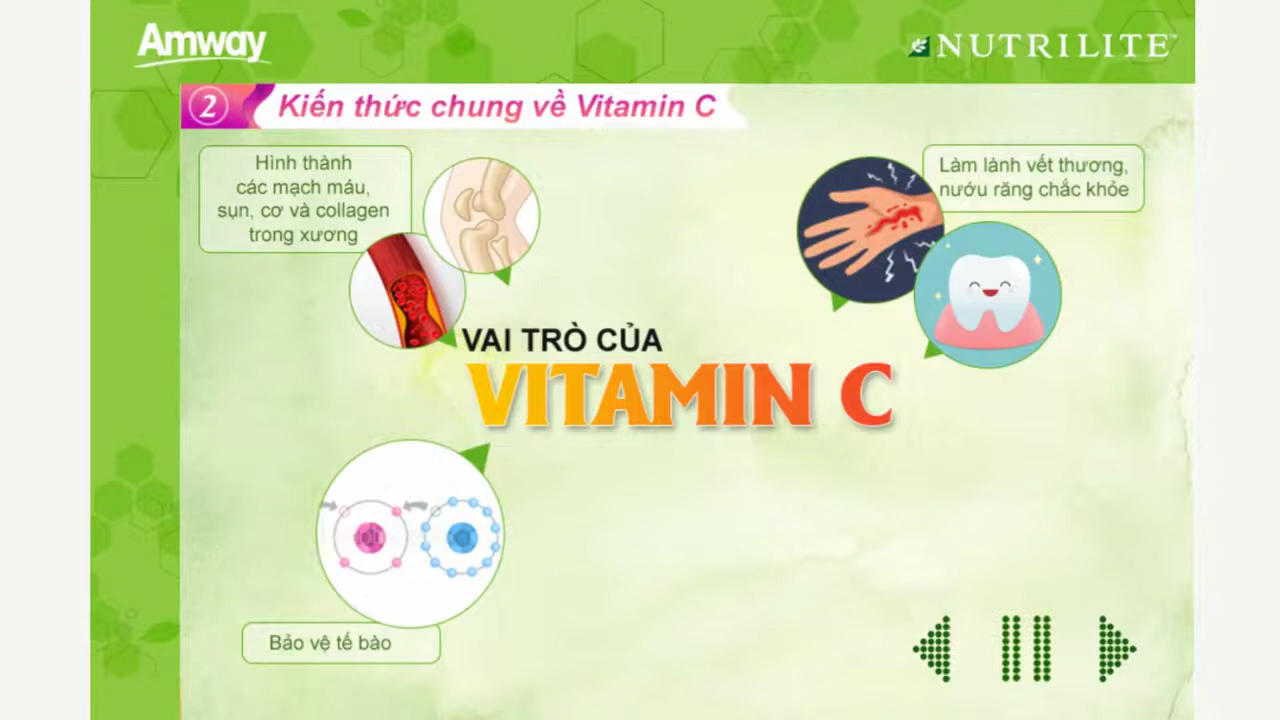 Amway
NUTRILITE™
2
Kiến thức chung về Vitamin C
Hình thành
các mạch máu,
sụn, cơ và collagen
trong xương
Làm lành vết thương,
nướu răng chắc khỏe
VAI TRÒ CỦA
VITAMIN C
Bảo vệ tế bào